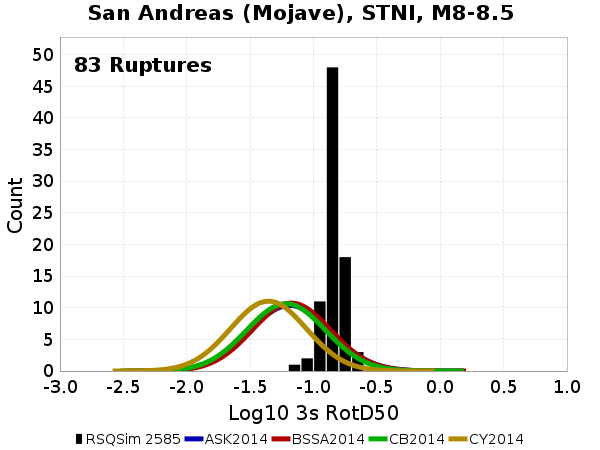 San Andreas (Mojave), STNI, M8-8.5
83 Ruptures
Count
50
45
40
35
30
25
20
15
10
5
0
-3.0 -2.5 -2.0 -1.5 -1.0 -0.5 0.0 0.5 1.0
Log10 3s RotD50
RSQSim 2585 ASK2014 BSSA2014 CB2014 CY2014